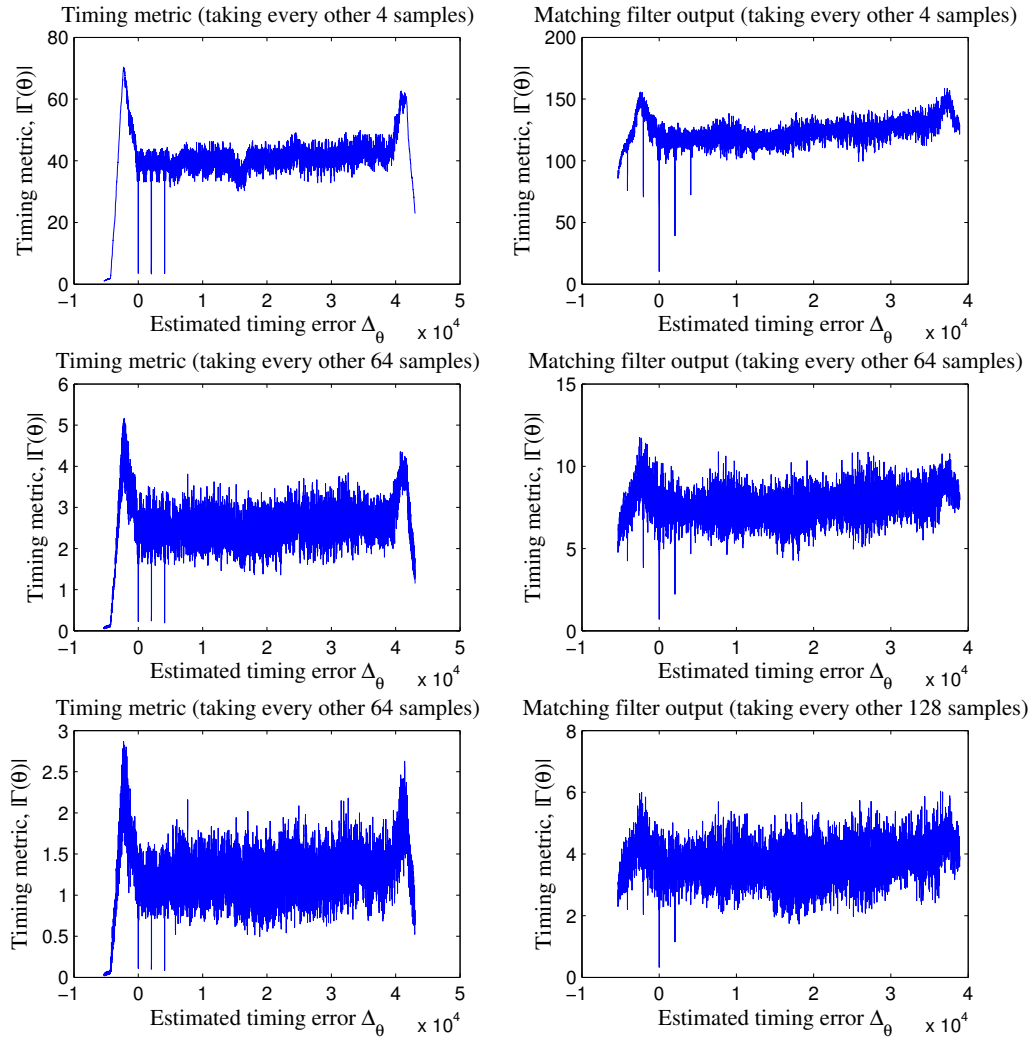 Timing metric (taking every other 4 samples)
Timing metric, |Γ(θ)|
80
60
40
20
0
−1 0 1 2 3 4 5
x 10^4
Estimated timing error Δ_θ
Matching filter output (taking every other 4 samples)
Timing metric, |Γ(θ)|
200
150
100
50
0
−1 0 1 2 3 4
x 10^4
Estimated timing error Δ_θ
Timing metric (taking every other 64 samples)
Timing metric, |Γ(θ)|
6
5
4
3
2
1
0
−1 0 1 2 3 4 5
x 10^4
Estimated timing error Δ_θ
Matching filter output (taking every other 64 samples)
Timing metric, |Γ(θ)|
15
10
5
0
−1 0 1 2 3 4
x 10^4
Estimated timing error Δ_θ
Timing metric (taking every other 64 samples)
Timing metric, |Γ(θ)|
3
2.5
2
1.5
1
0.5
0
−1 0 1 2 3 4 5
x 10^4
Estimated timing error Δ_θ
Matching filter output (taking every other 128 samples)
Timing metric, |Γ(θ)|
8
6
4
2
0
−1 0 1 2 3 4
x 10^4
Estimated timing error Δ_θ